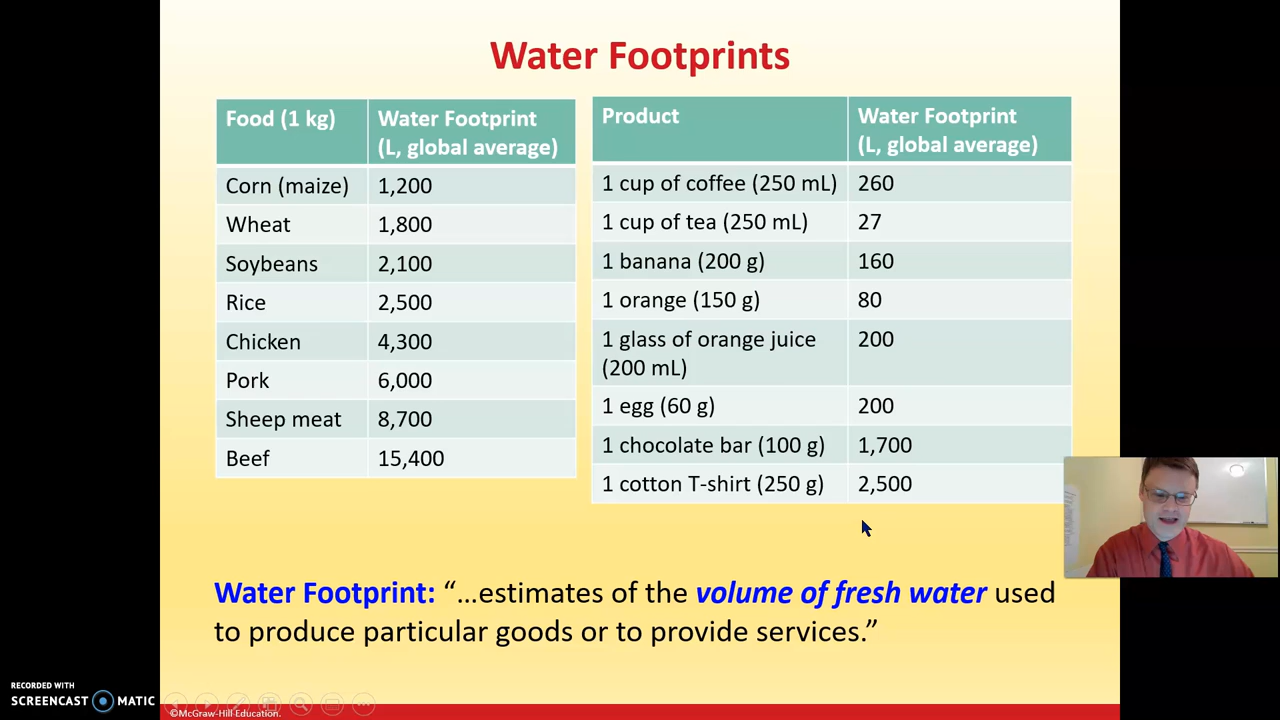 Water Footprints
Food (1 kg) Water Footprint
(L, global average)
Corn (maize) 1,200
Wheat 1,800
Soybeans 2,100
Rice 2,500
Chicken 4,300
Pork 6,000
Sheep meat 8,700
Beef 15,400
Product Water Footprint
(L, global average)
1 cup of coffee (250 mL) 260
1 cup of tea (250 mL) 27
1 banana (200 g) 160
1 orange (150 g) 80
1 glass of orange juice 200
(200 mL)
1 egg (60 g) 200
1 chocolate bar (100 g) 1,700
1 cotton T-shirt (250 g) 2,500
Water Footprint: “…estimates of the volume of fresh water used
to produce particular goods or to provide services.”
RECORDED WITH
SCREENCAST MATIC
©McGraw-Hill Education.